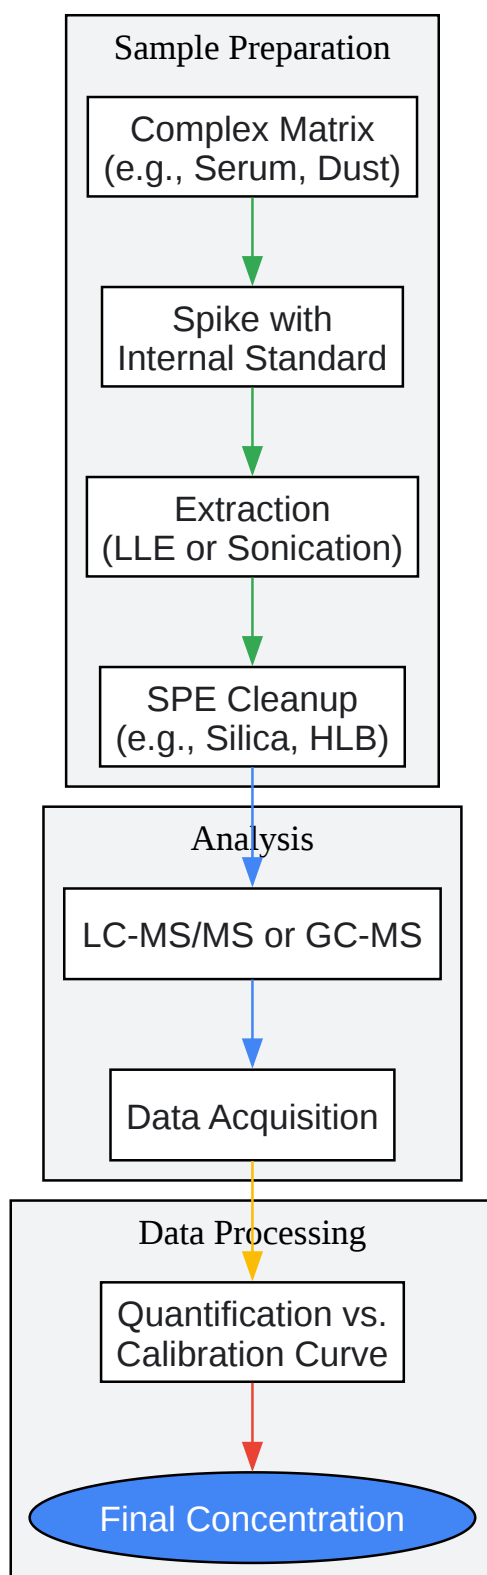 Sample Preparation
Complex Matrix
(e.g., Serum, Dust)
Spike with
Internal Standard
Extraction
(LLE or Sonication)
SPE Cleanup
(e.g., Silica, HLB)
Analysis
LC-MS/MS or GC-MS
Data Acquisition
Data Processing
Quantification vs.
Calibration Curve
Final Concentration